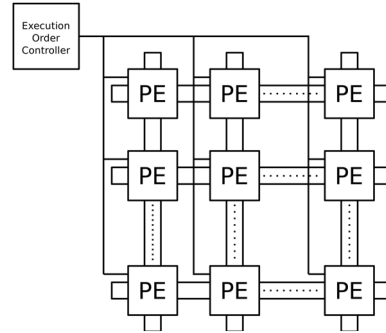 Execution
Order
Controller
PE PE PE
PE PE PE
PE PE PE